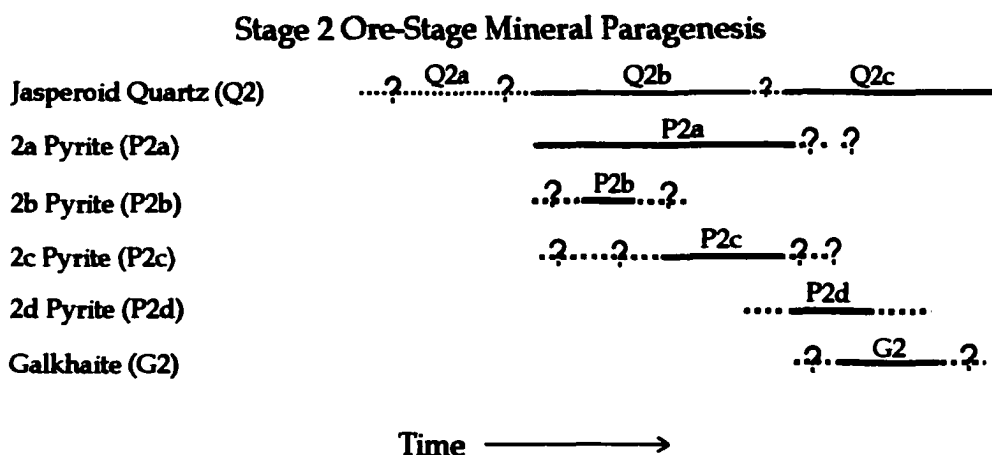 Stage 2 Ore-Stage Mineral Paragenesis
Jasperoid Quartz (Q2) ? Q2a ? Q2b ? Q2c
2a Pyrite (P2a) P2a ? ?
2b Pyrite (P2b) ? P2b ?
2c Pyrite (P2c) ? ? P2c ? ?
2d Pyrite (P2d) P2d
Galkhaite (G2) ? G2 ?
Time